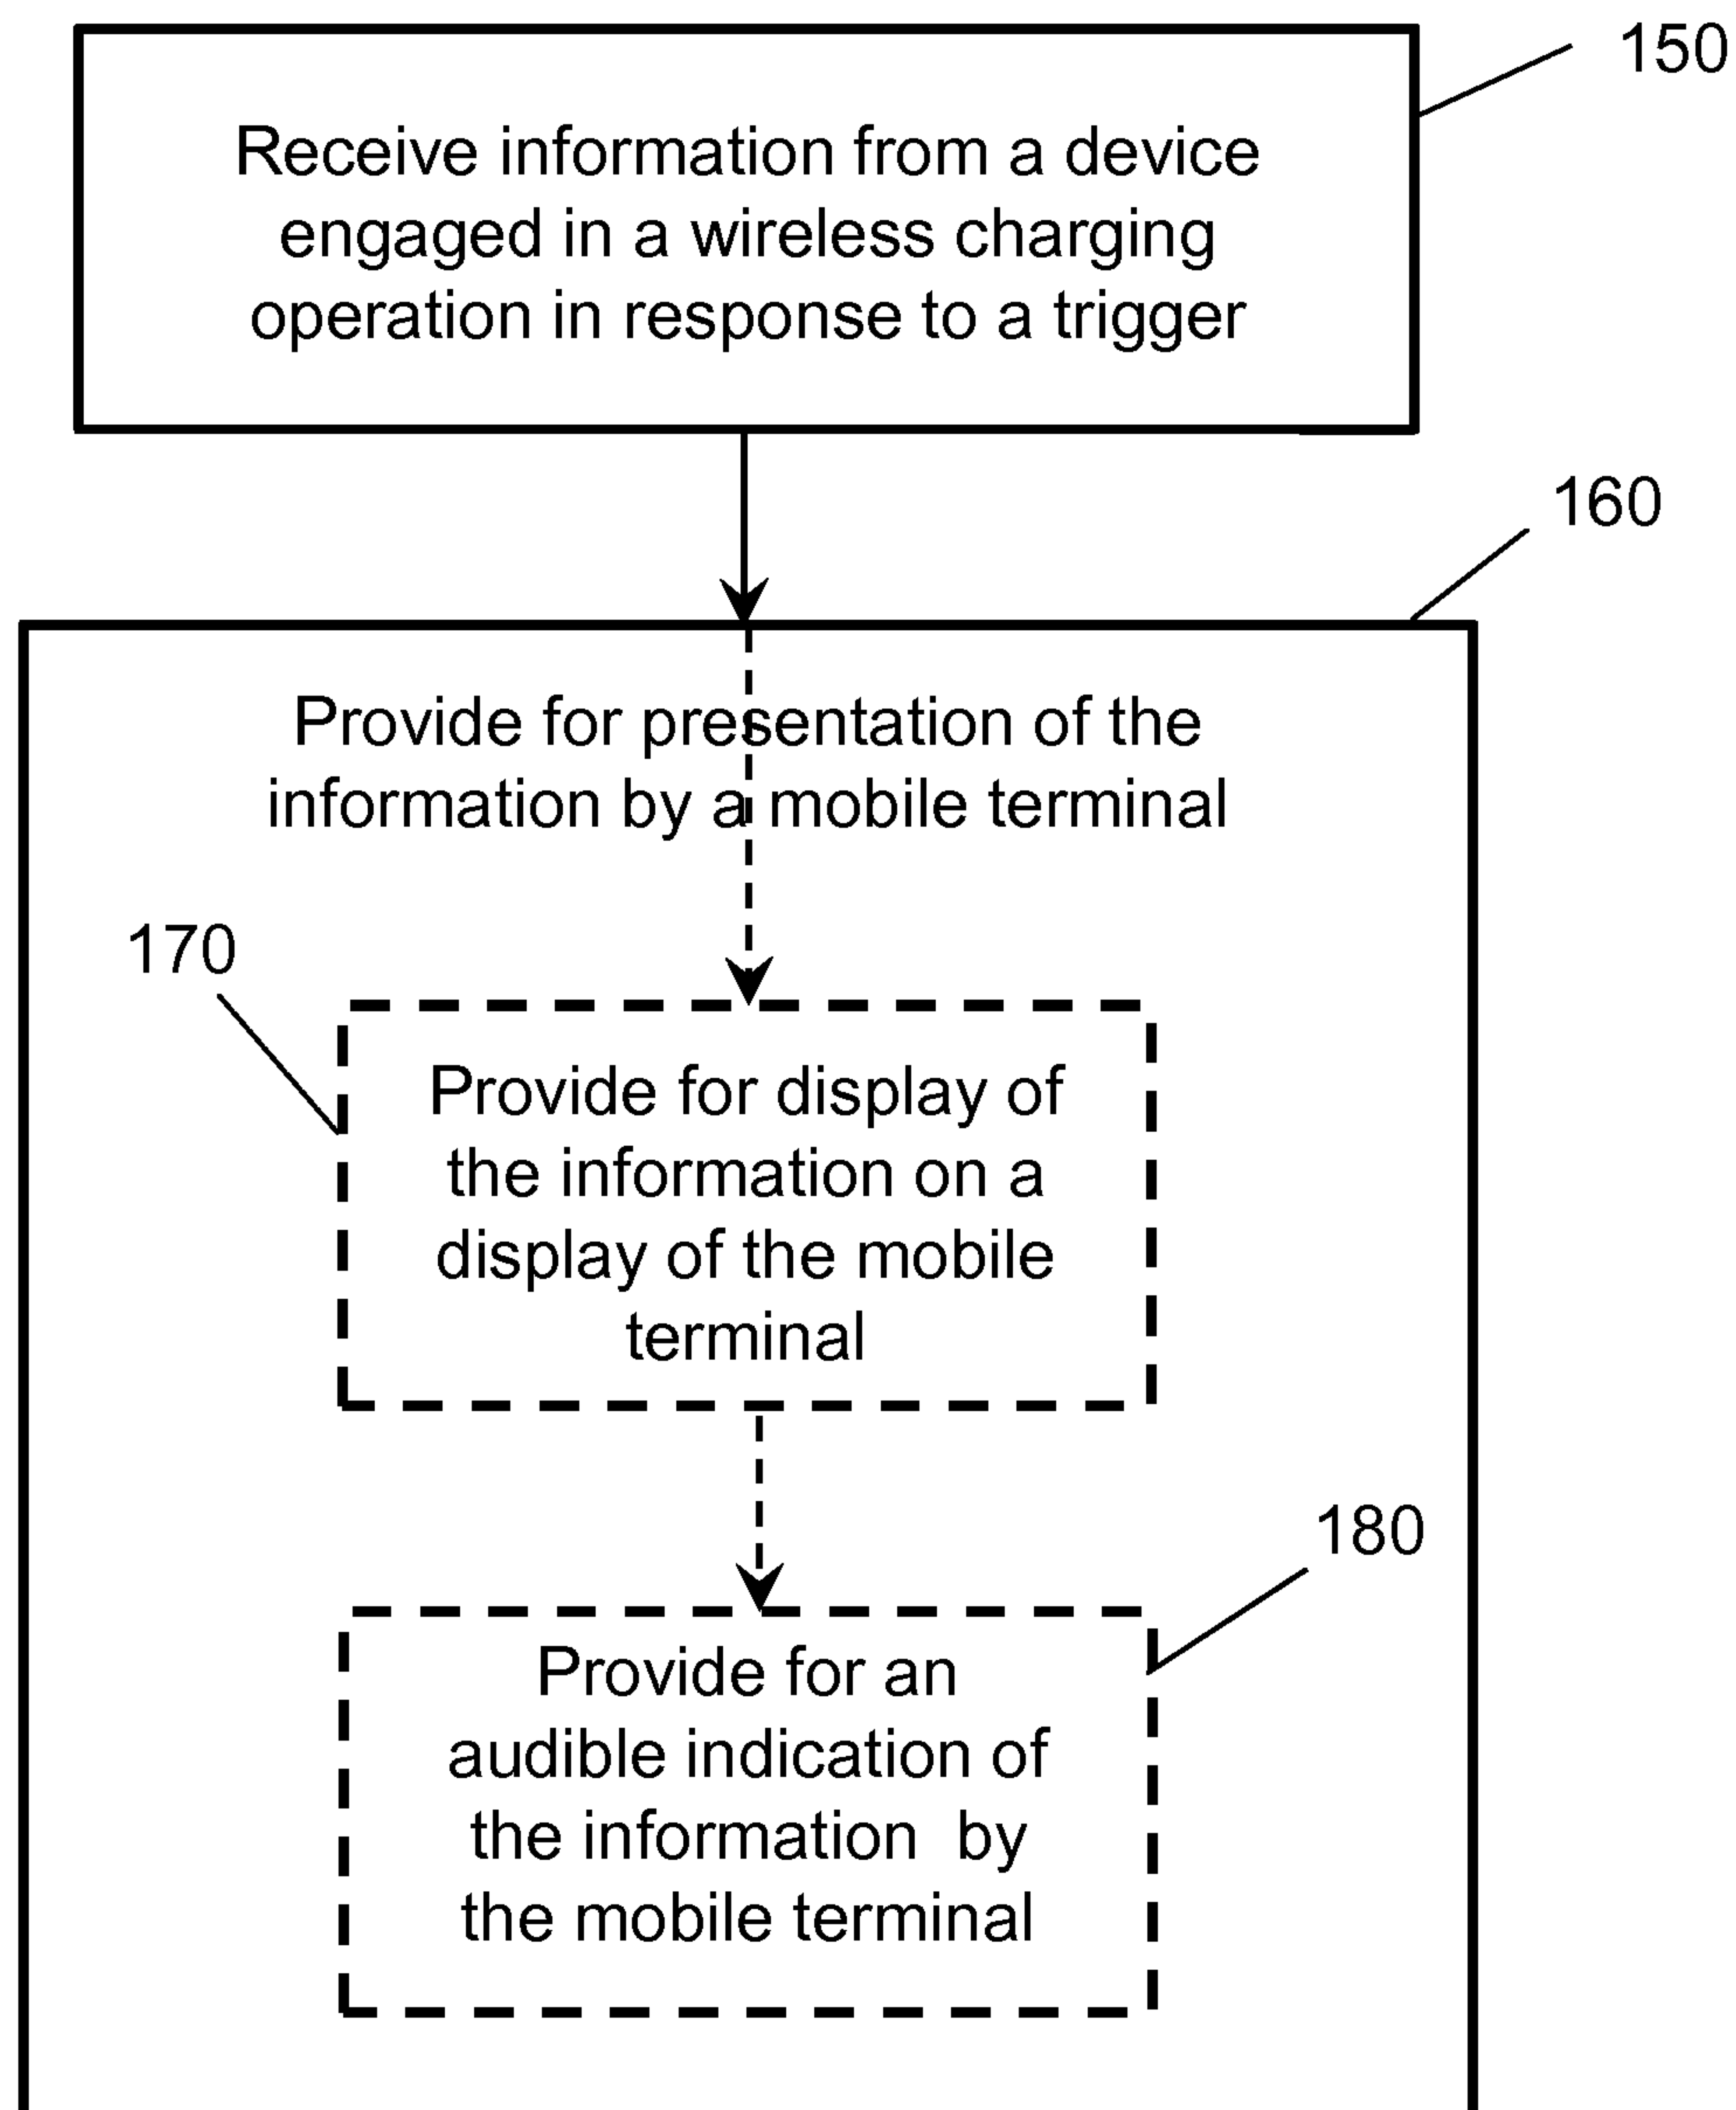 150
Receive information from a device
engaged in a wireless charging
operation in response to a trigger
160
Provide for presentation of the
information by a mobile terminal
170
Provide for display of
the information on a
display of the mobile
terminal
180
Provide for an
audible indication of
the information by
the mobile terminal